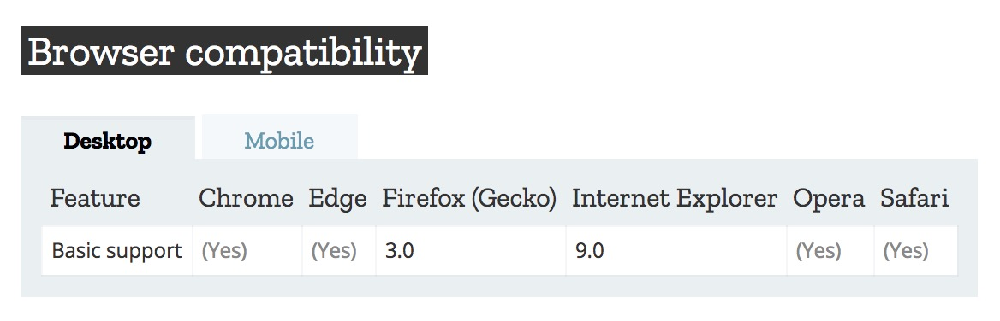 Browser compatibility
Desktop Mobile
Feature Chrome Edge Firefox (Gecko) Internet Explorer Opera Safari
Basic support (Yes) (Yes) 3.0 9.0 (Yes) (Yes)